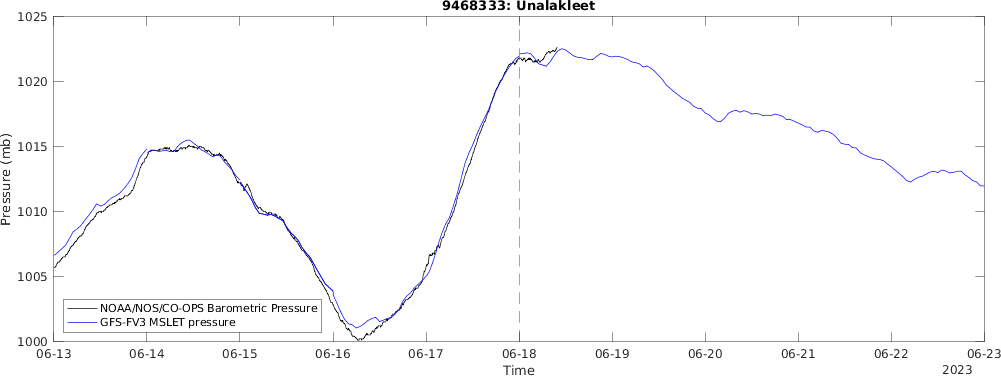 9468333: Unalakleet
Pressure (mb)
1025
1020
1015
1010
1005
1000
NOAA/NOS/CO-OPS Barometric Pressure
GFS-FV3 MSLET pressure
06-13 06-14 06-15 06-16 06-17 06-18 06-19 06-20 06-21 06-22 06-23
Time
2023